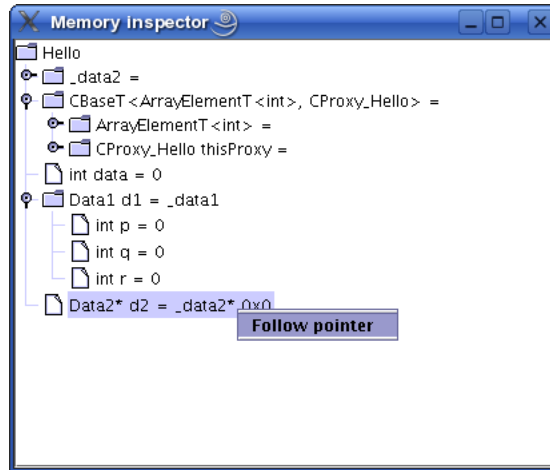 Memory inspector
Hello
_data2 =
CBaseT<ArrayElementT<int>, CProxy_Hello> =
ArrayElementT<int> =
CProxy_Hello thisProxy =
int data = 0
Data1 d1 = _data1
int p = 0
int q = 0
int r = 0
Data2* d2 = _data2* 0x0
Follow pointer